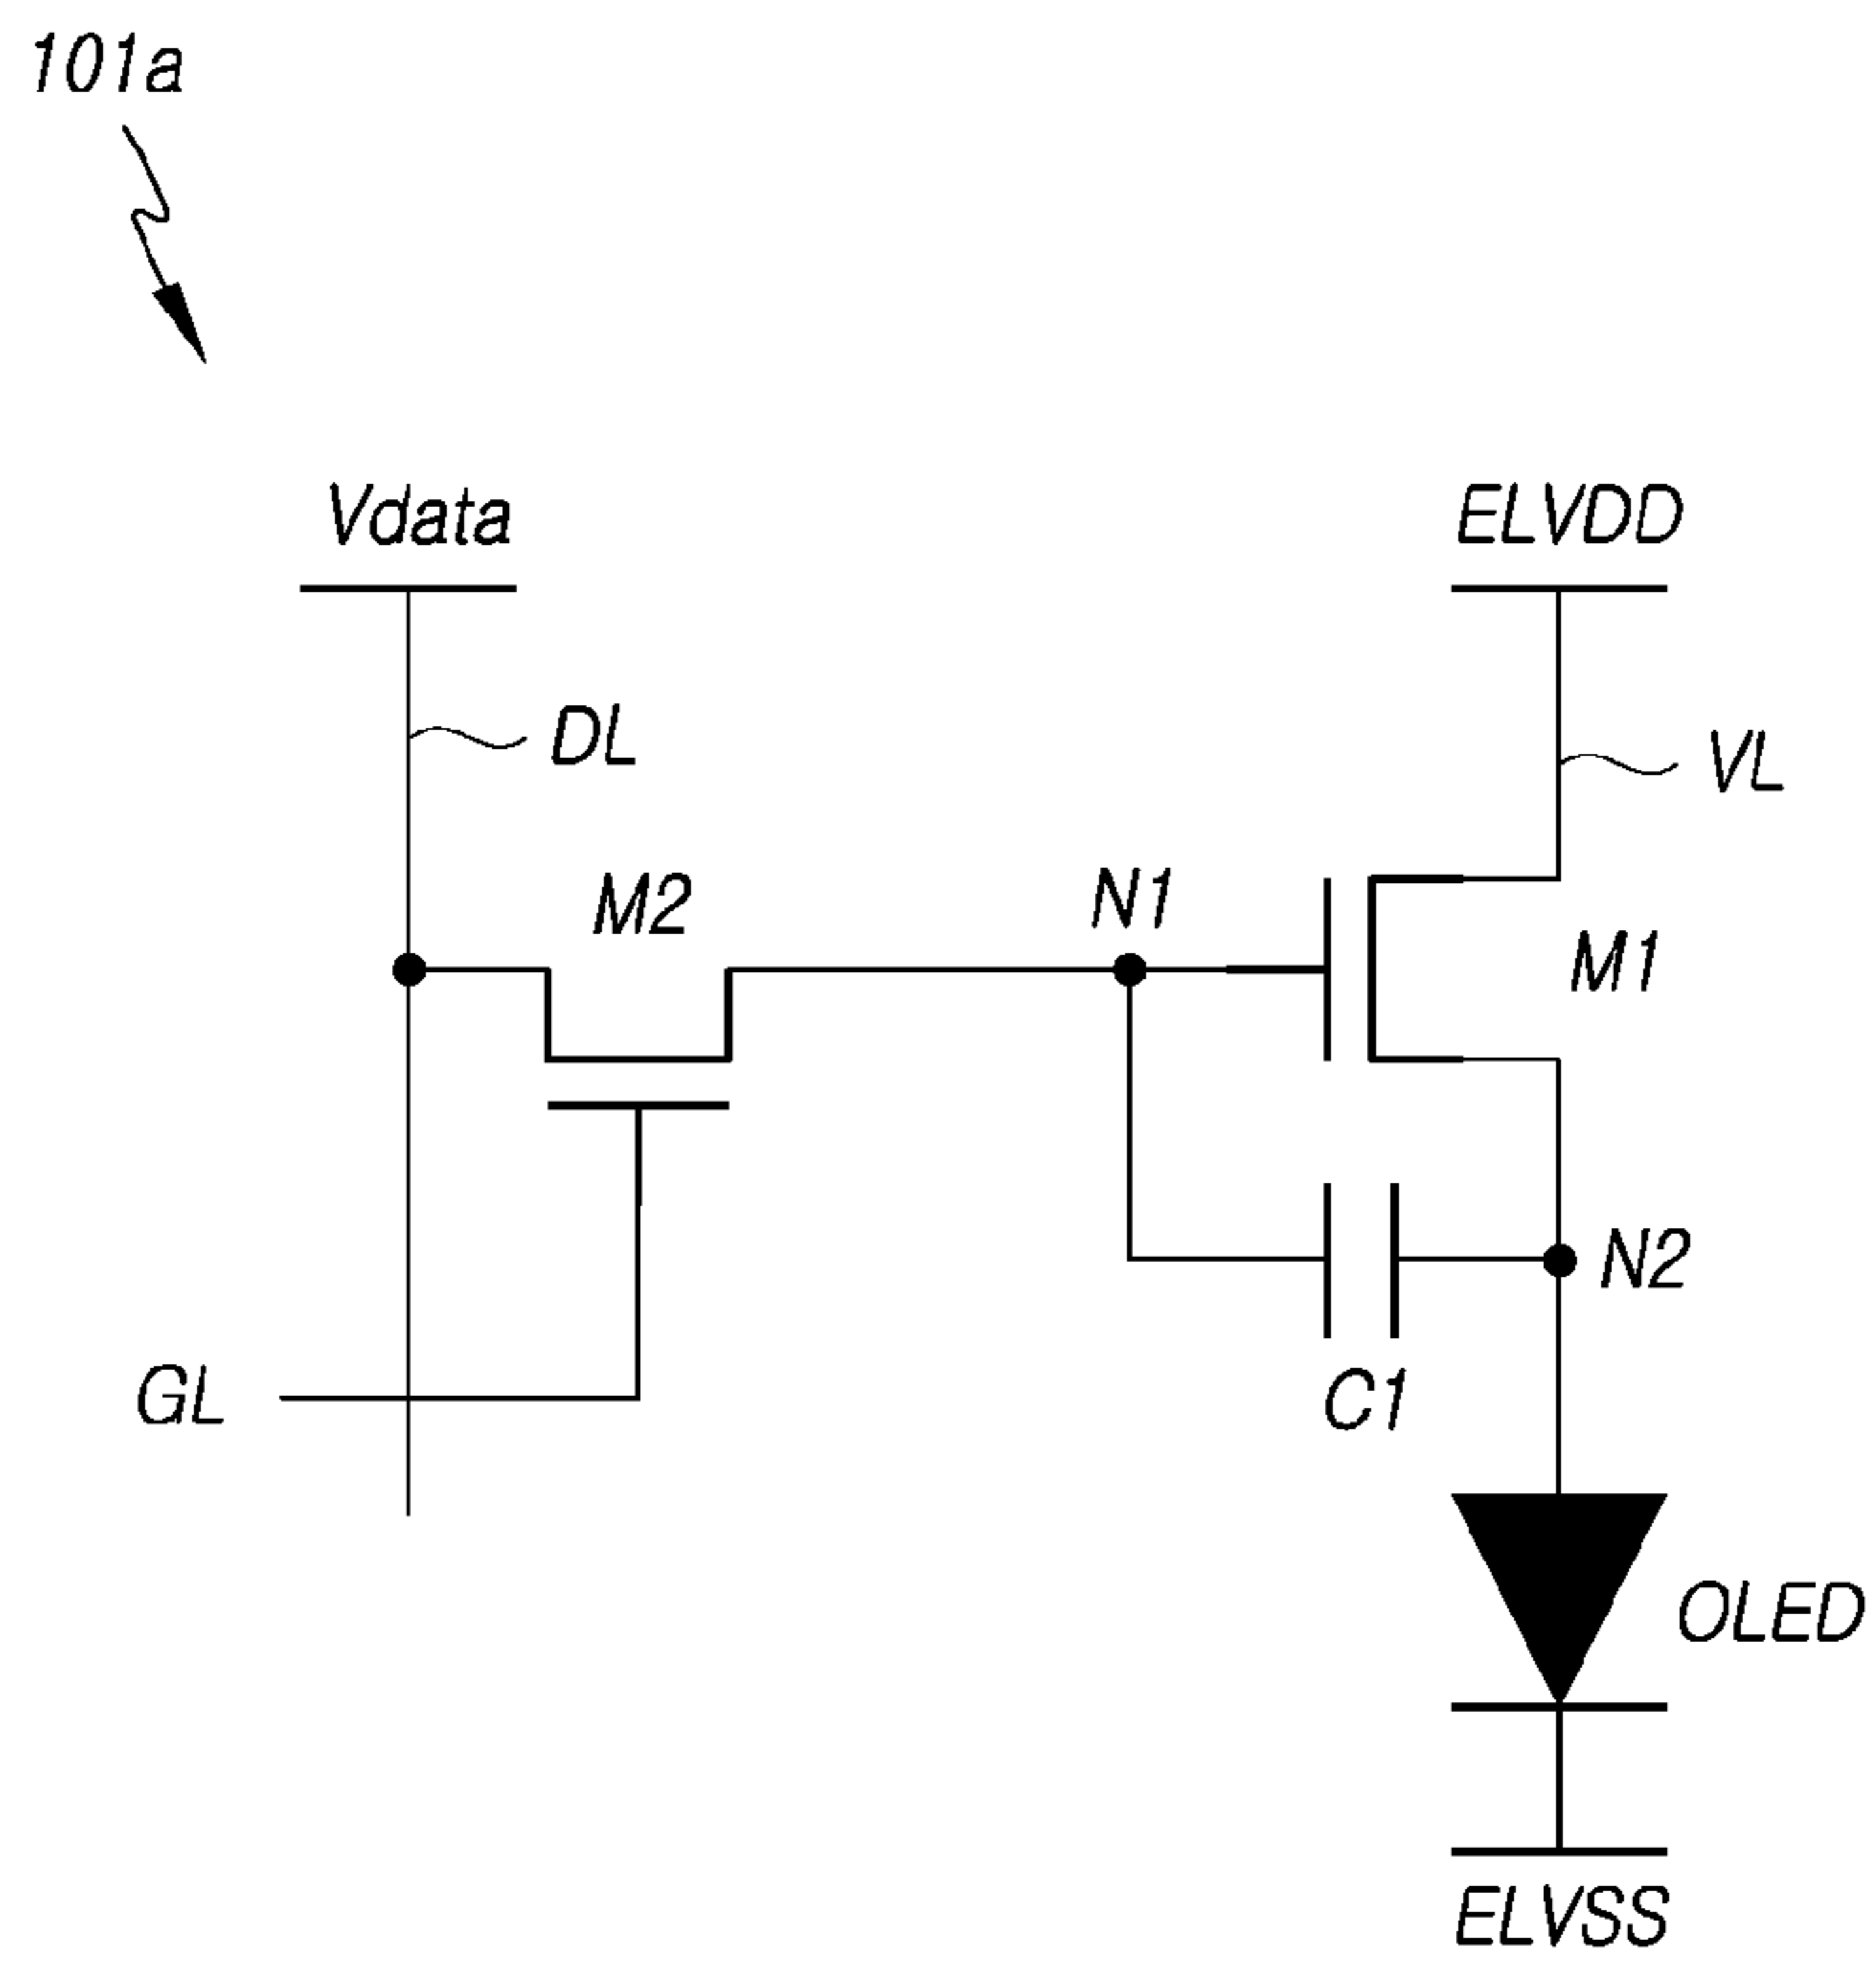 101a
Vdata
ELVDD
DL
VL
M2
N1
M1
N2
GL
C1
OLED
ELVSS